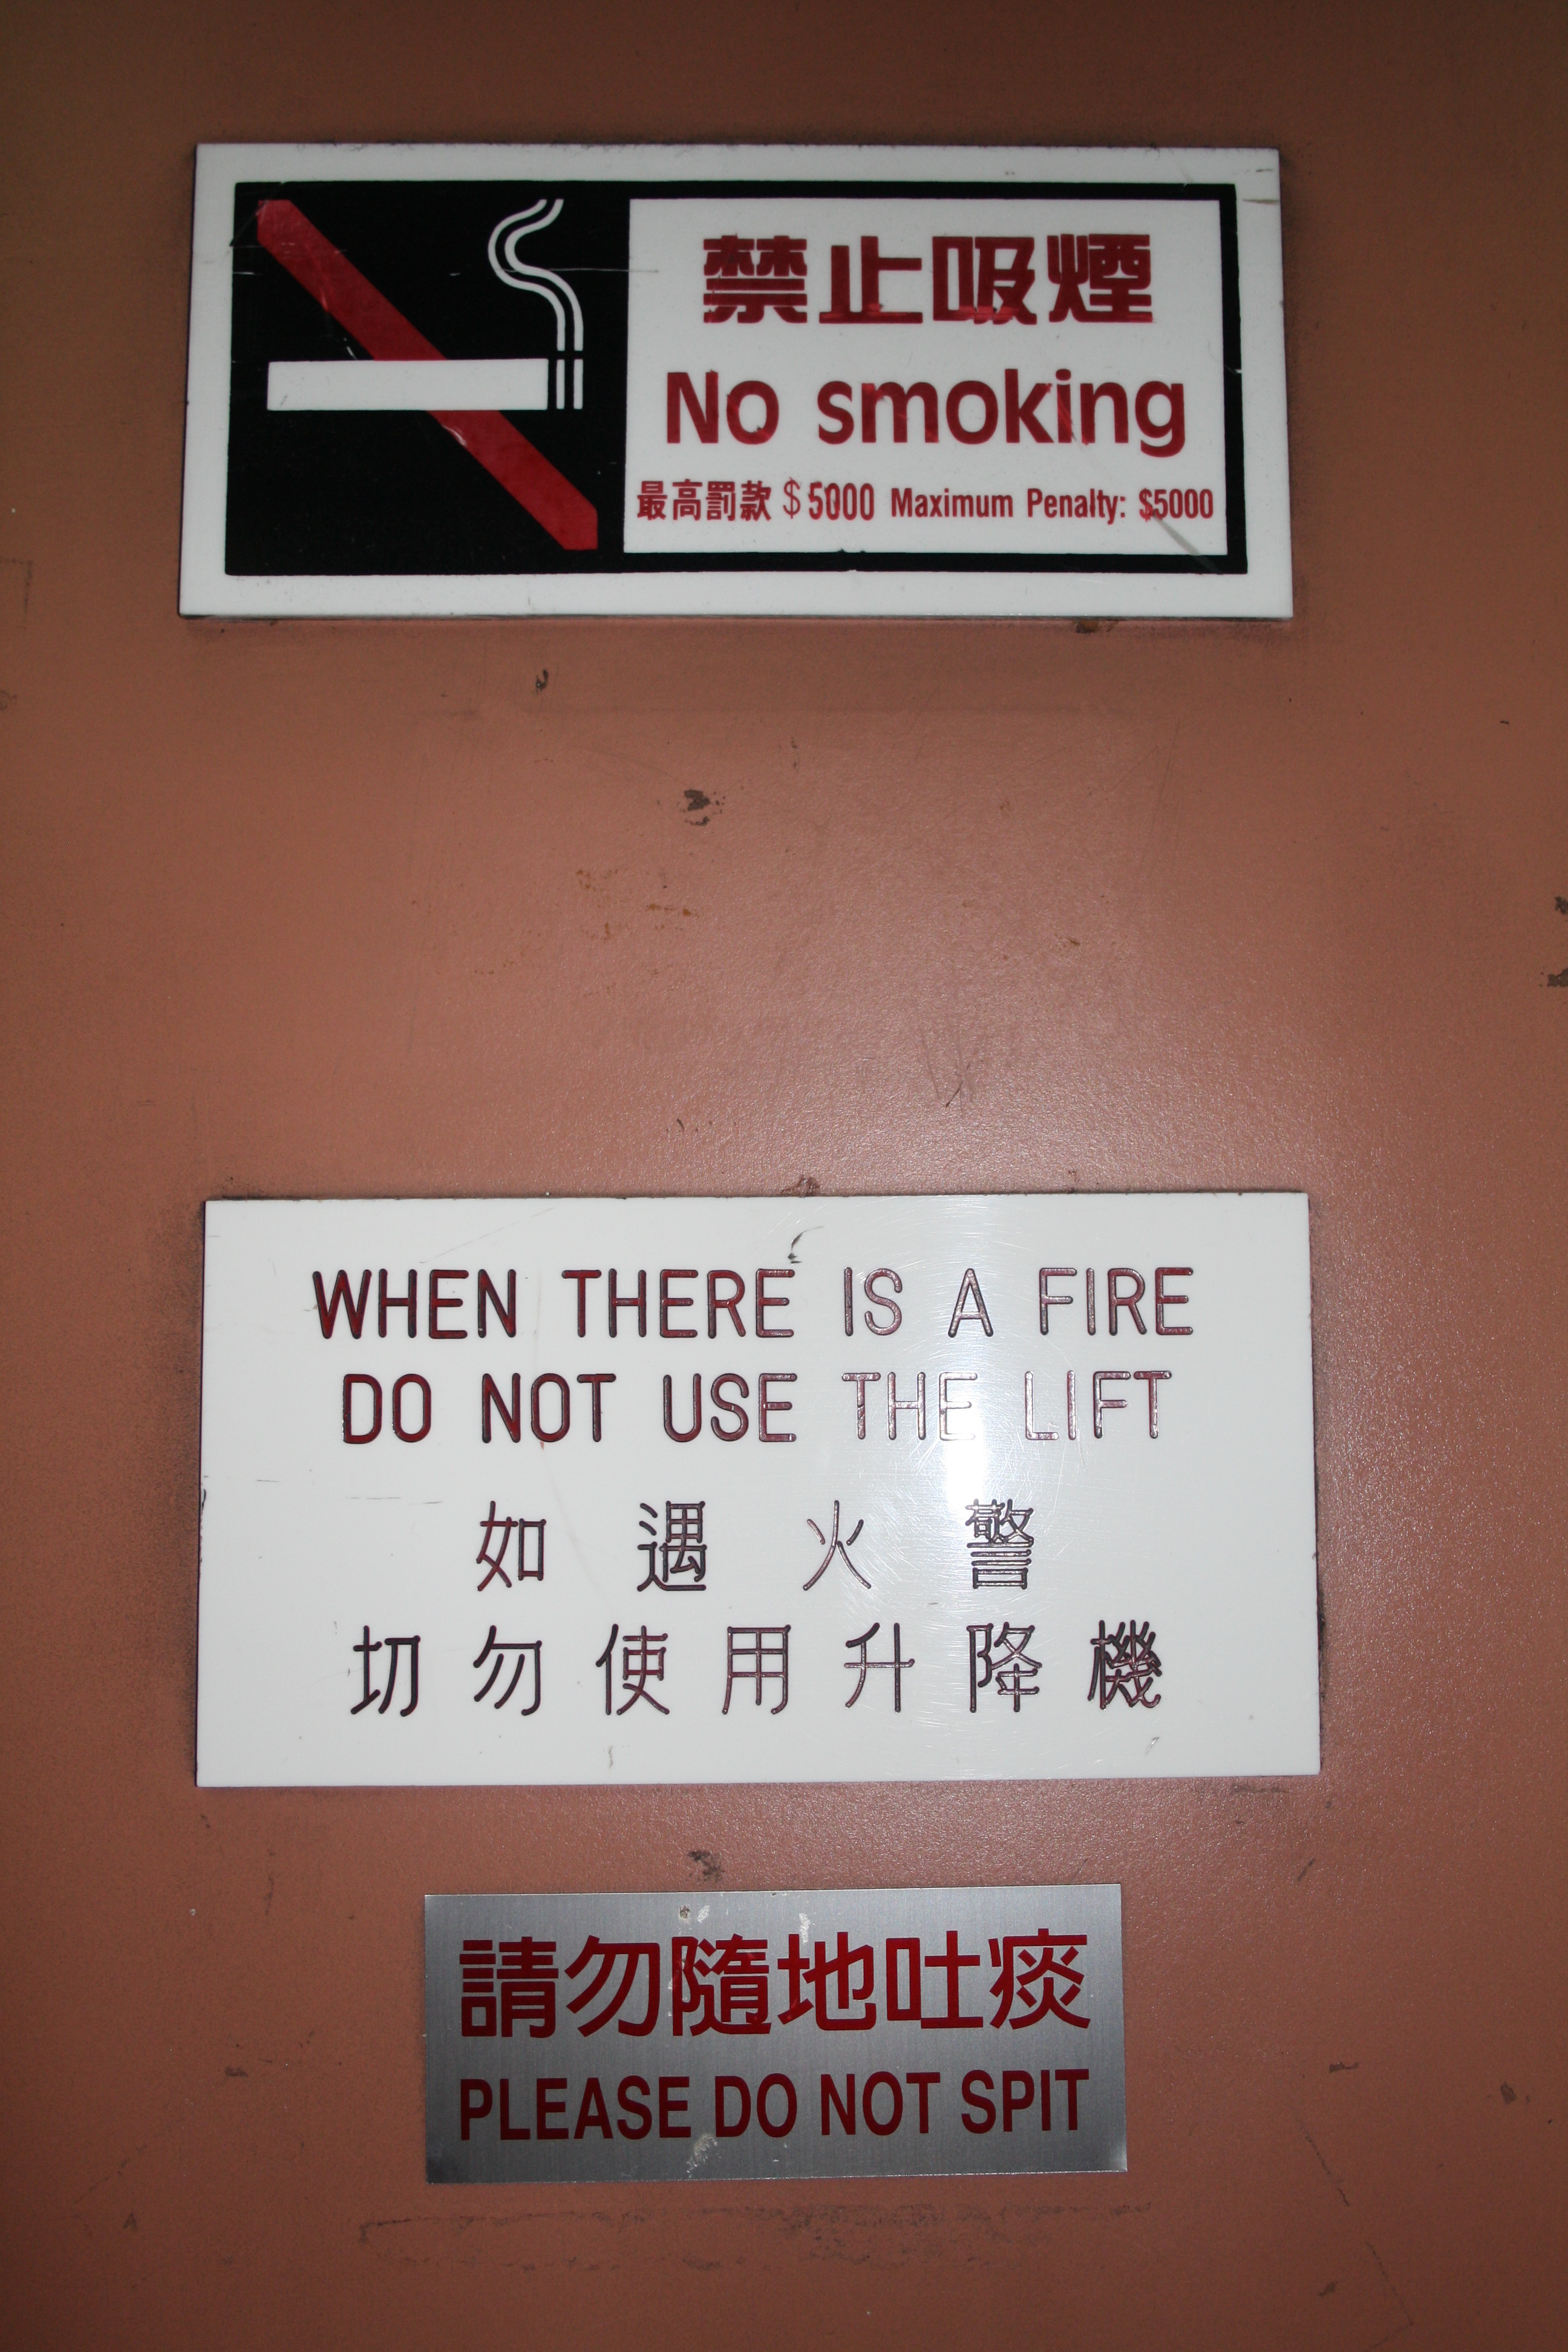 禁止吸煙
No smoking
最高罰款 $5000 Maximum Penalty: $5000
WHEN THERE IS A FIRE
DO NOT USE THE LIFT
如遇火警
切勿使用升降機
請勿隨地吐痰
PLEASE DO NOT SPIT